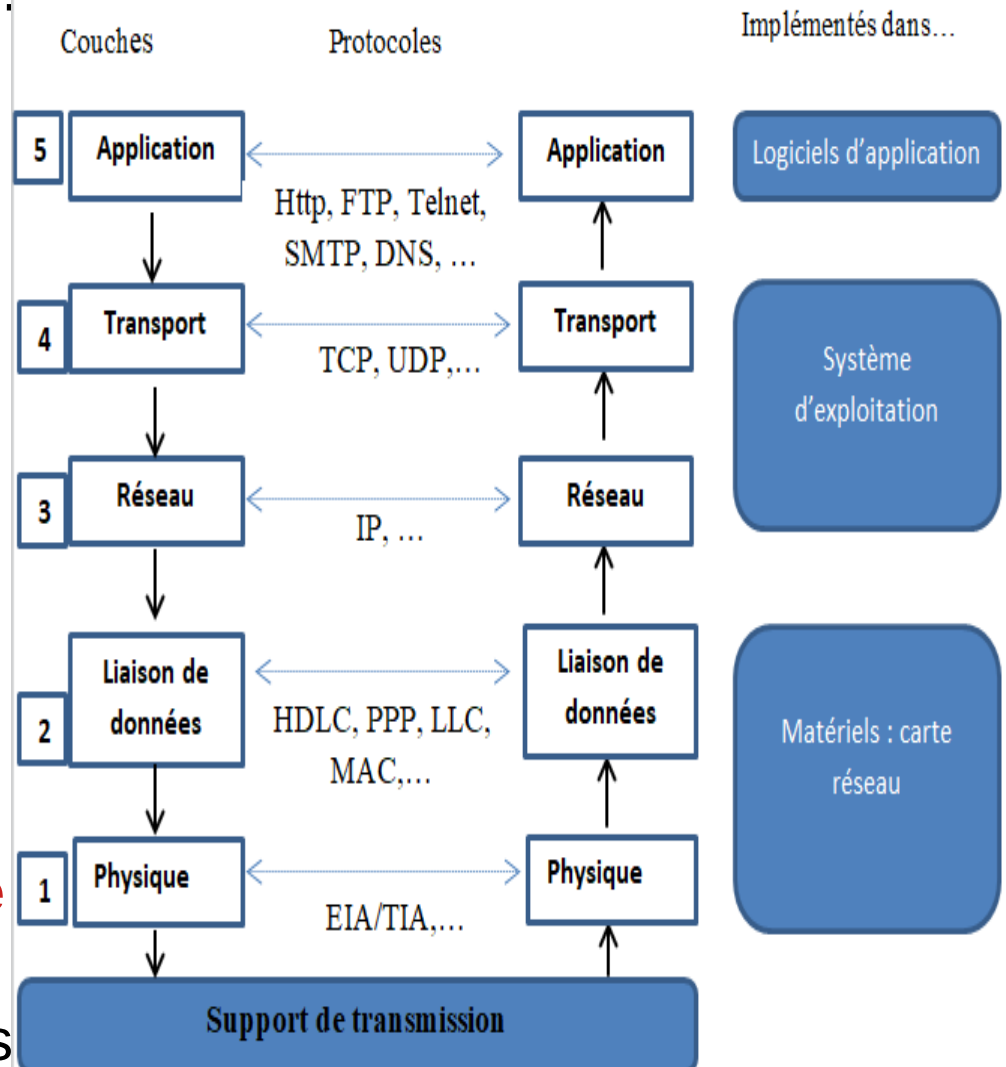 Couches
Protocoles
Implémentés dans…
5
Application
Application
Logiciels d’application
Http, FTP, Telnet,
SMTP, DNS, …
4
Transport
Transport
TCP, UDP,…
Système
d’exploitation
3
Réseau
Réseau
IP, …
2
Liaison de
données
Liaison de
données
HDLC, PPP, LLC,
MAC,…
Matériels : carte
réseau
1
Physique
Physique
EIA/TIA,…
e
Support de transmission
s